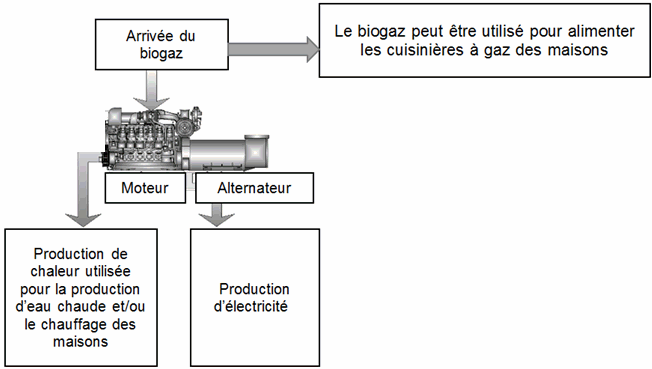 Arrivée du
biogaz
Le biogaz peut être utilisé pour alimenter
les cuisinières à gaz des maisons
Moteur
Alternateur
Production de
chaleur utilisée
pour la production
d'eau chaude et/ou
le chauffage des
maisons
Production
d'électricité